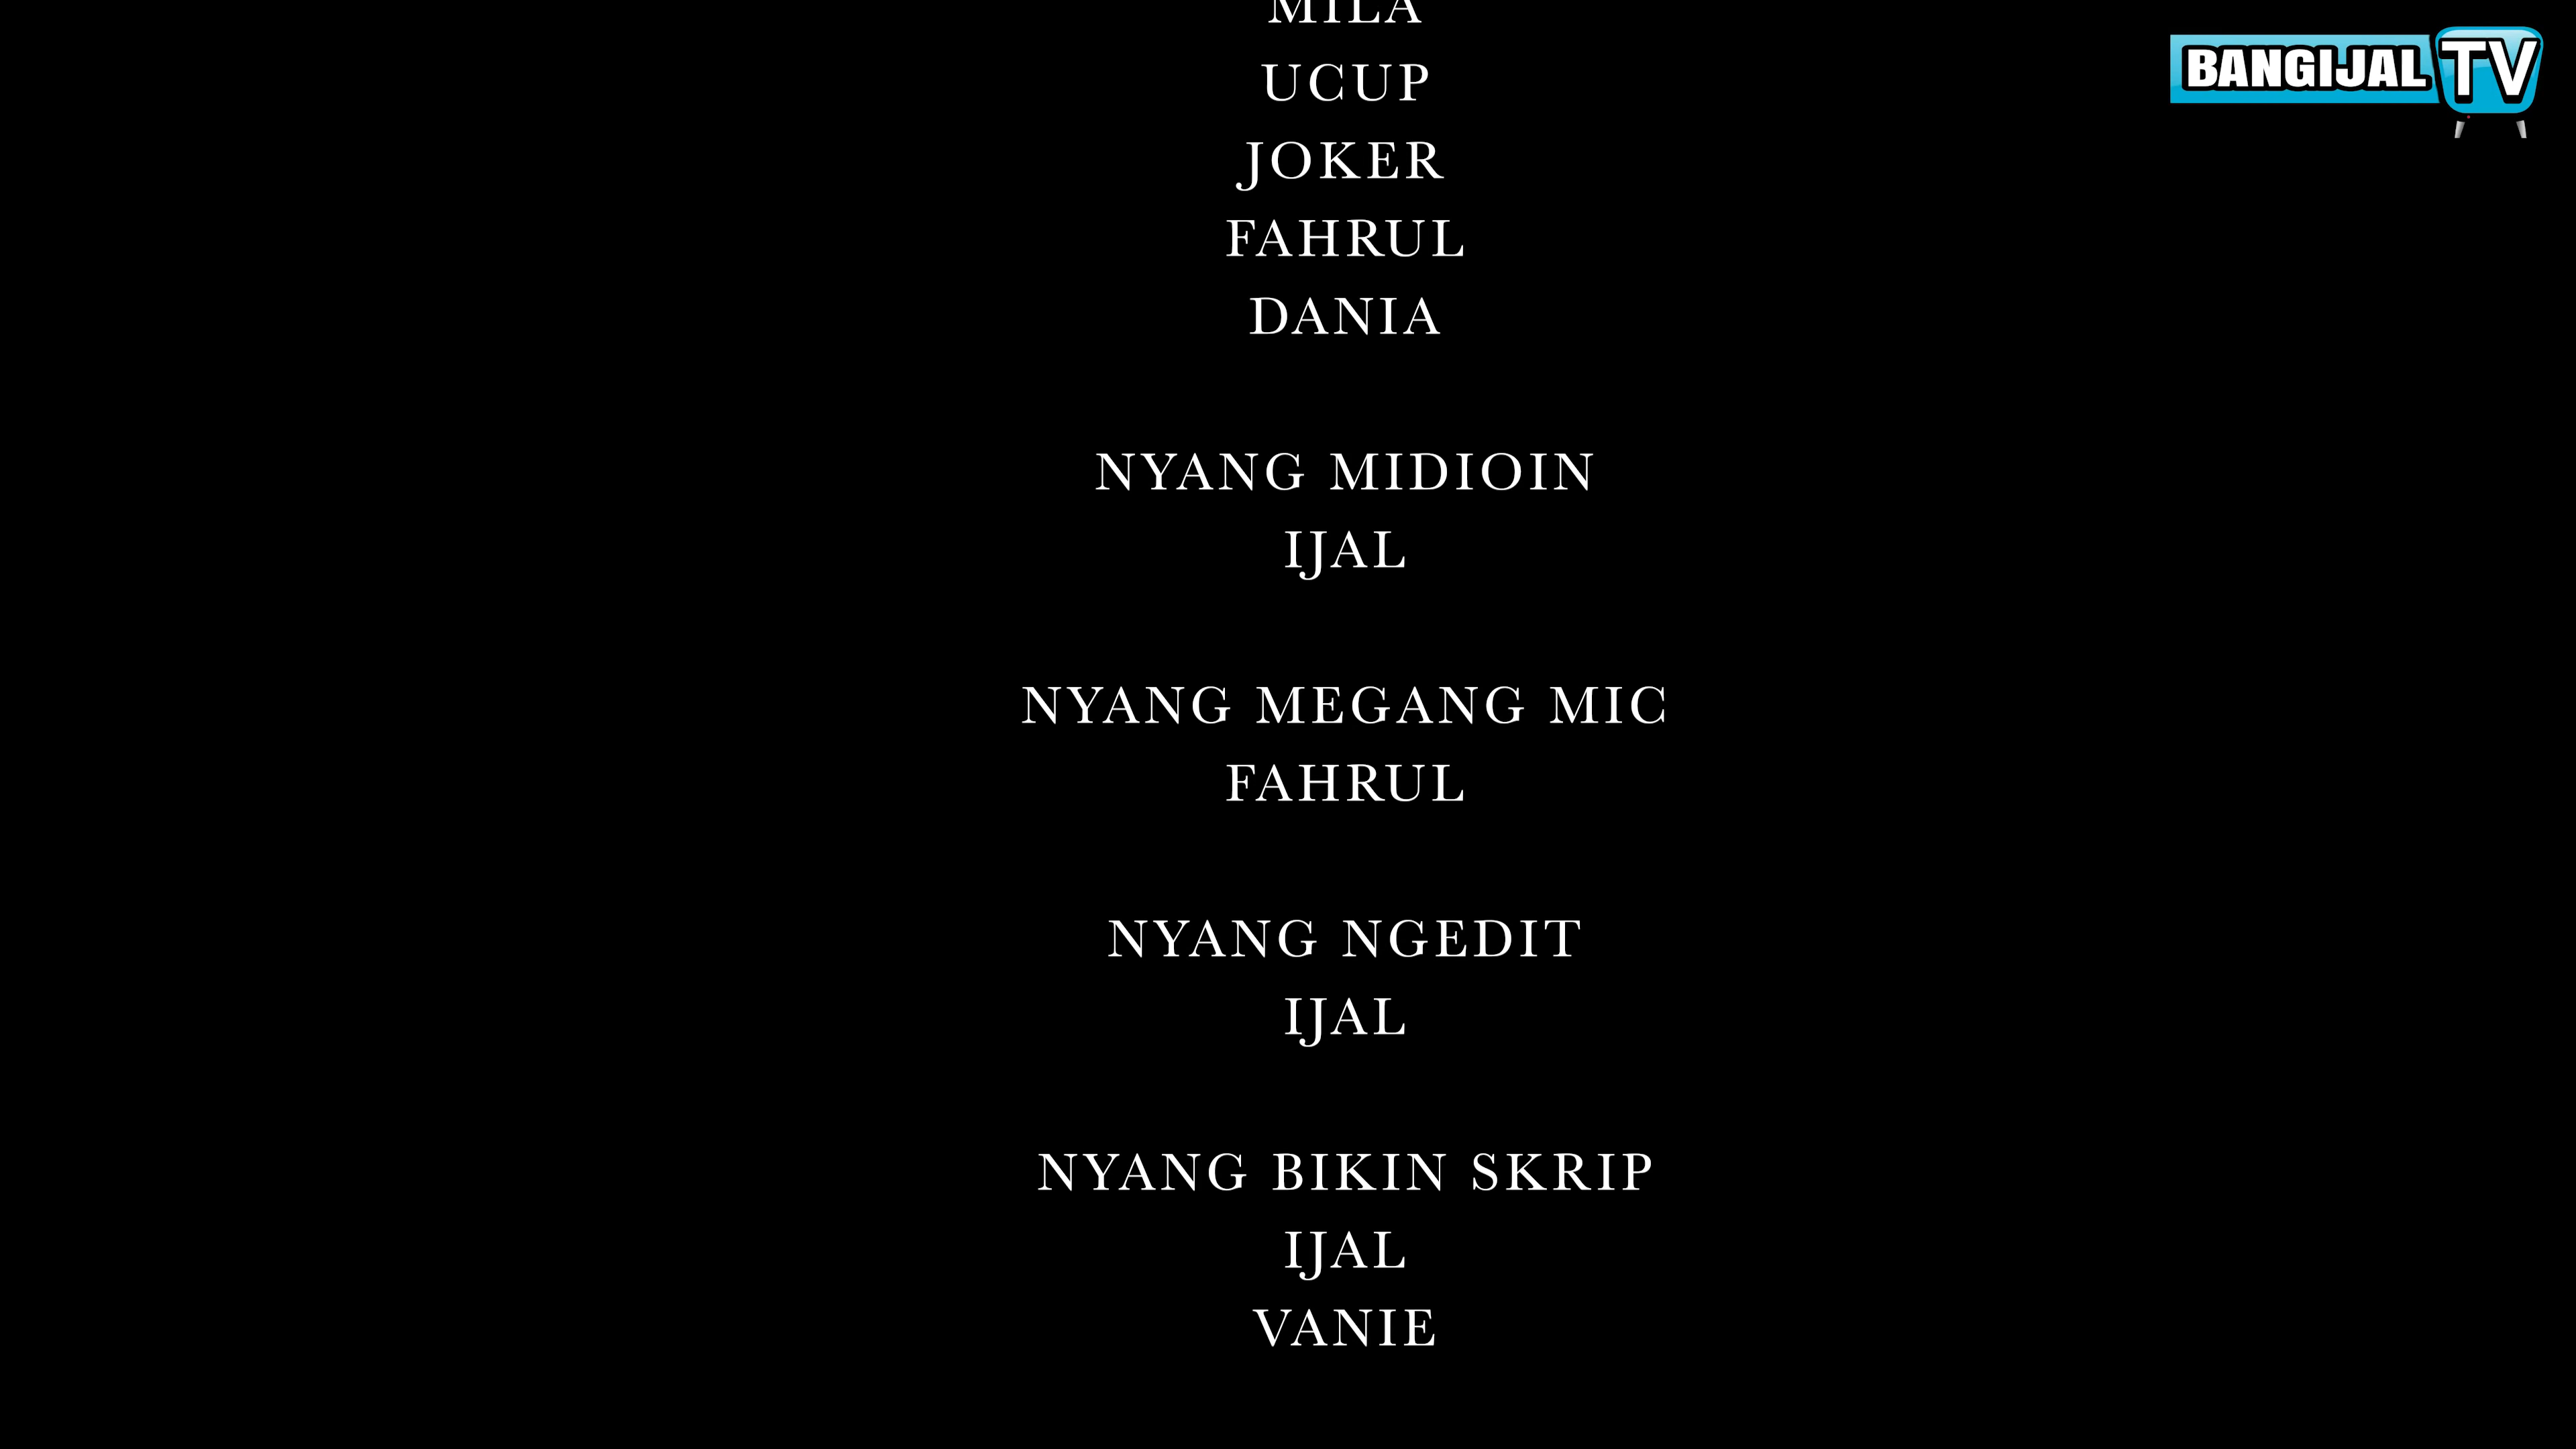 MILA
UCUP
JOKER
FAHRUL
DANIA
NYANG MIDIOIN
IJAL
NYANG MEGANG MIC
FAHRUL
NYANG NGEDIT
IJAL
NYANG BIKIN SKRIP
IJAL
VANIE
BANGIJAL TV